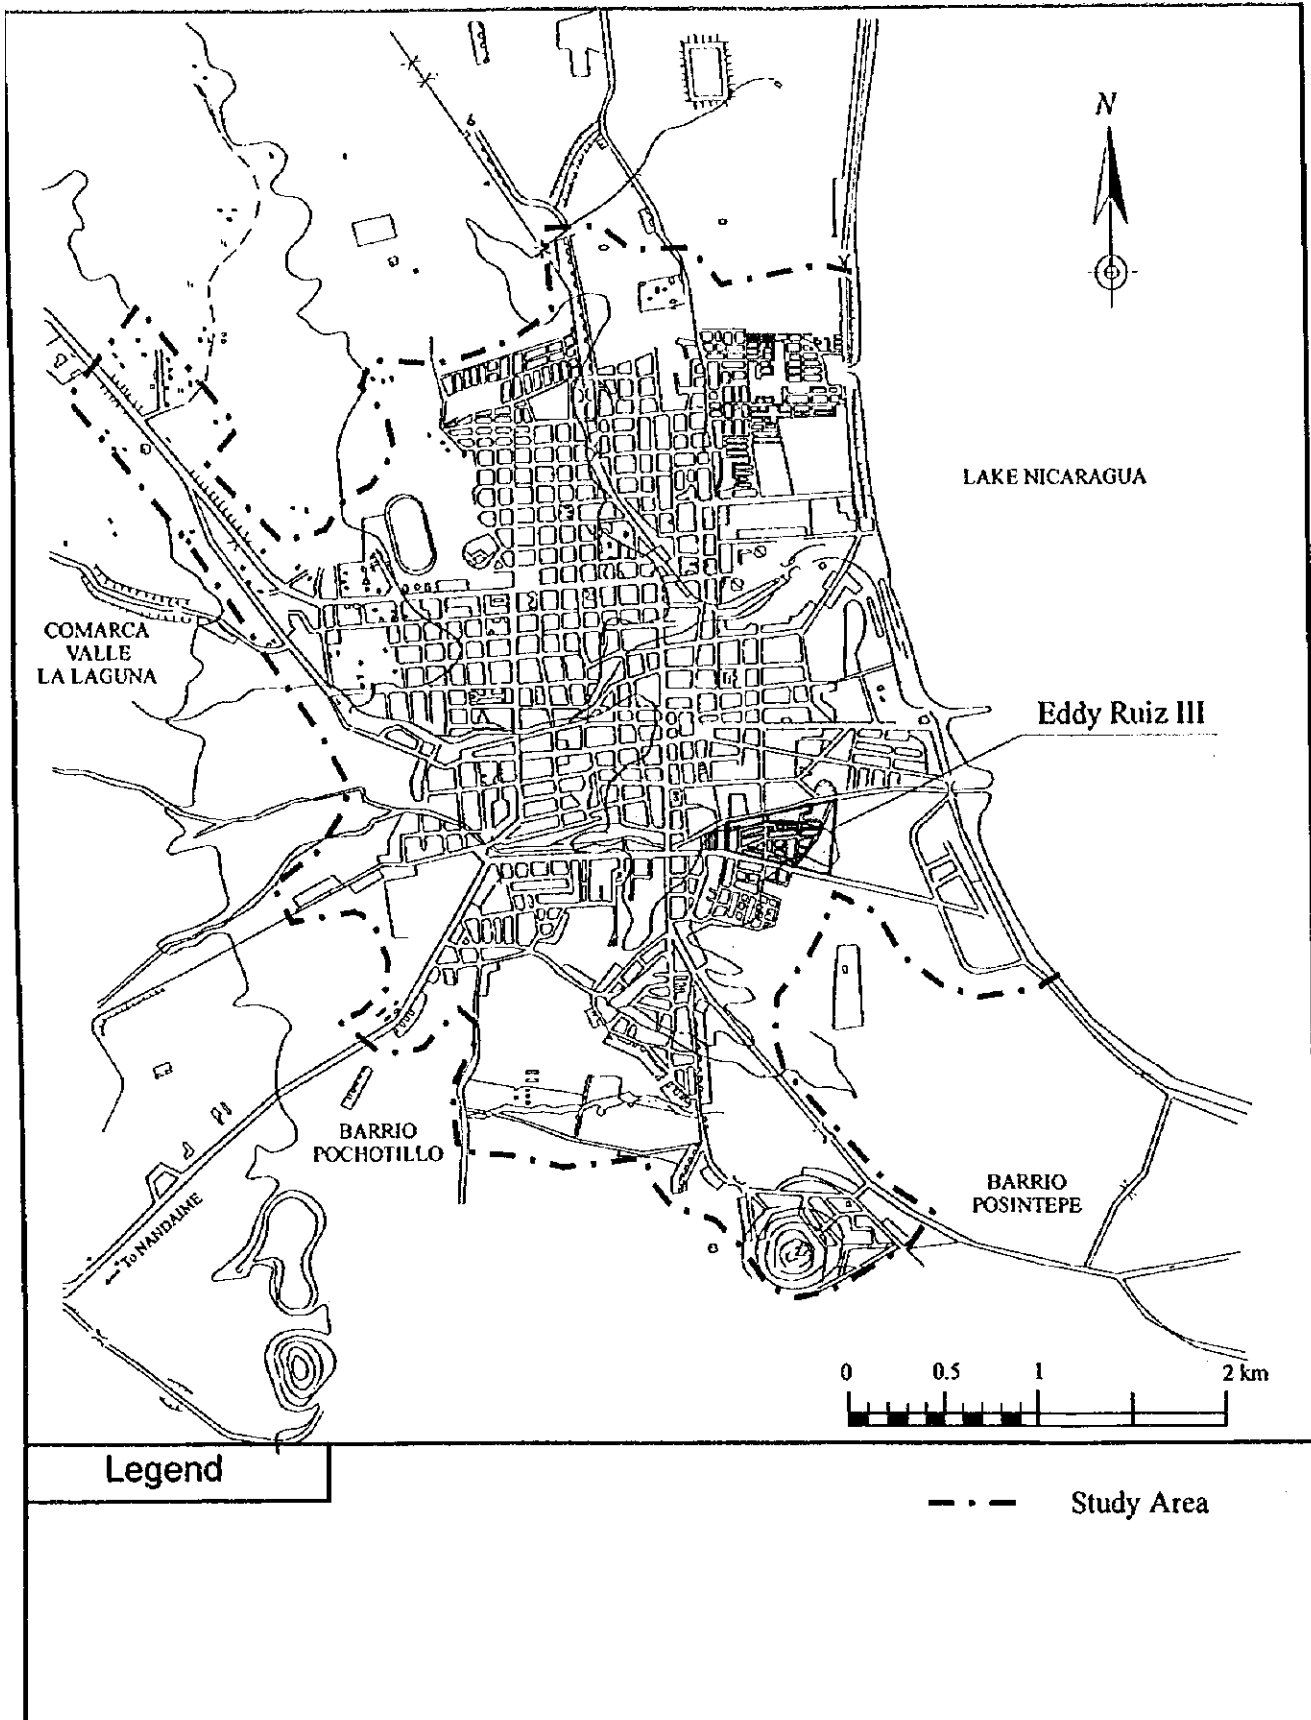 N
LAKE NICARAGUA
COMARCA
VALLE
LA LAGUNA
Eddy Ruiz III
BARRIO
POCHOTILLO
BARRIO
POSINTEPE
To NANDAIME
0 0.5 1 2 km
Legend
Study Area